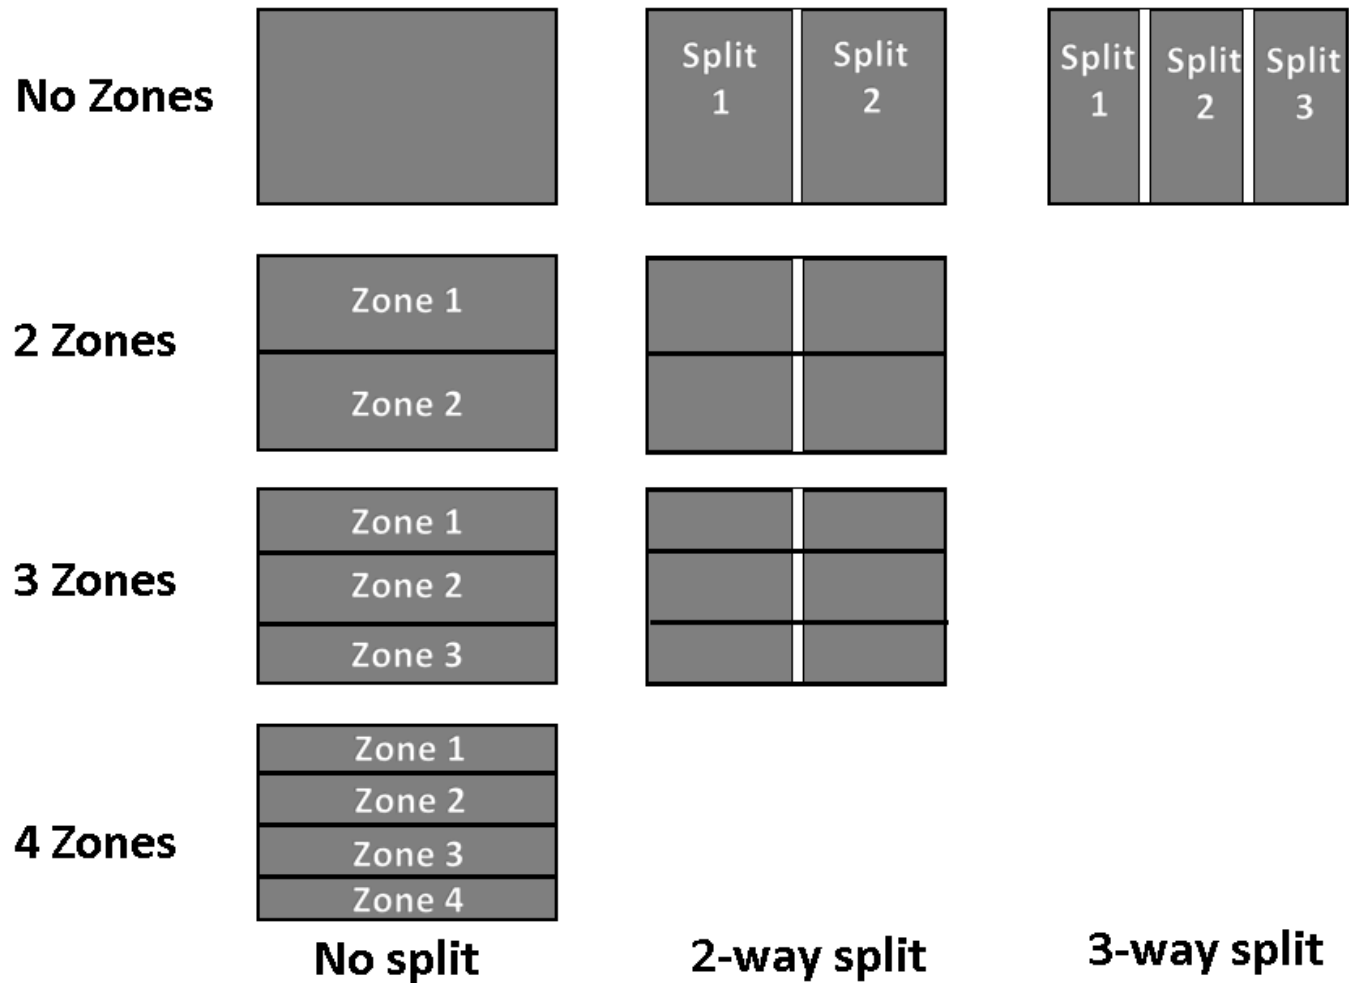 No Zones
Split
1
Split
2
Split
1
Split
2
Split
3
2 Zones
Zone 1
Zone 2
3 Zones
Zone 1
Zone 2
Zone 3
4 Zones
Zone 1
Zone 2
Zone 3
Zone 4
No split
2-way split
3-way split